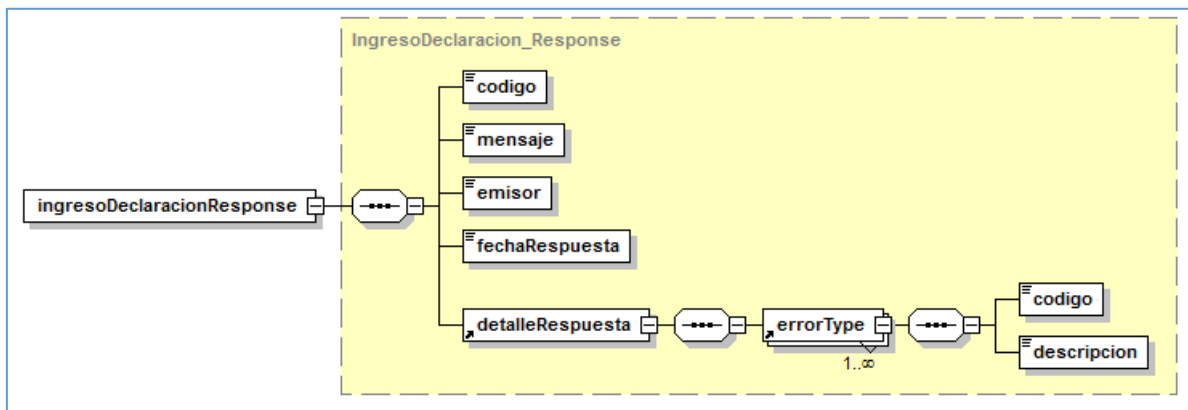 IngresoDeclaracion_Response
codigo
mensaje
emisor
ingresoDeclaracionResponse
fechaRespuesta
codigo
detalleRespuesta
errorType
descripcion
1..∞